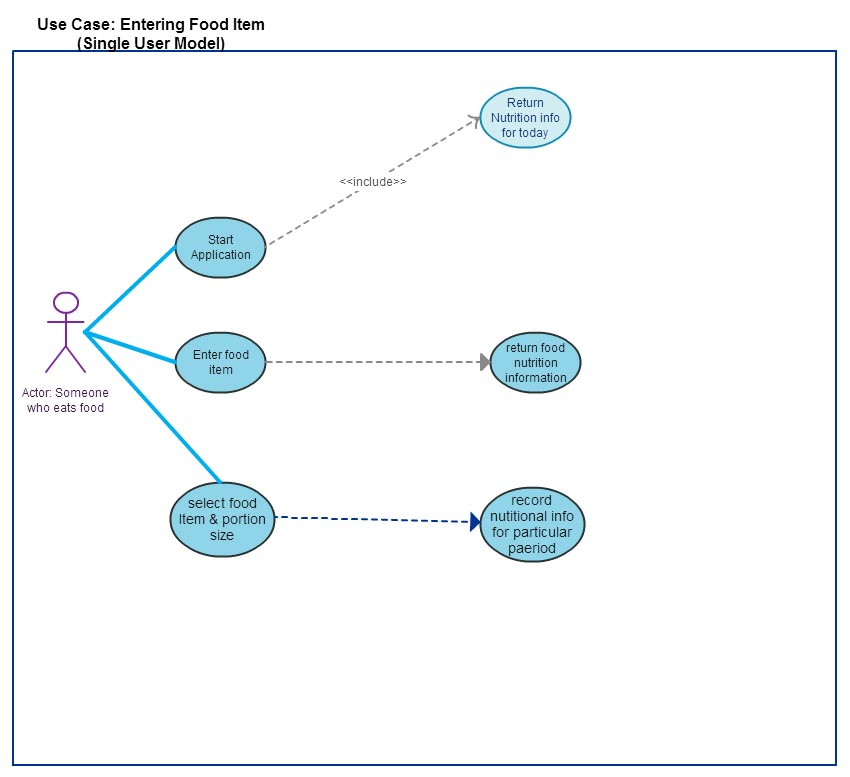 Use Case: Entering Food Item
(Single User Model)
Return
Nutrition info
for today
<<include>>
Start
Application
Enter food
item
return food
nutrition
information
Actor: Someone
who eats food
select food
Item & portion
size
record
nutitional info
for particular
paeriod